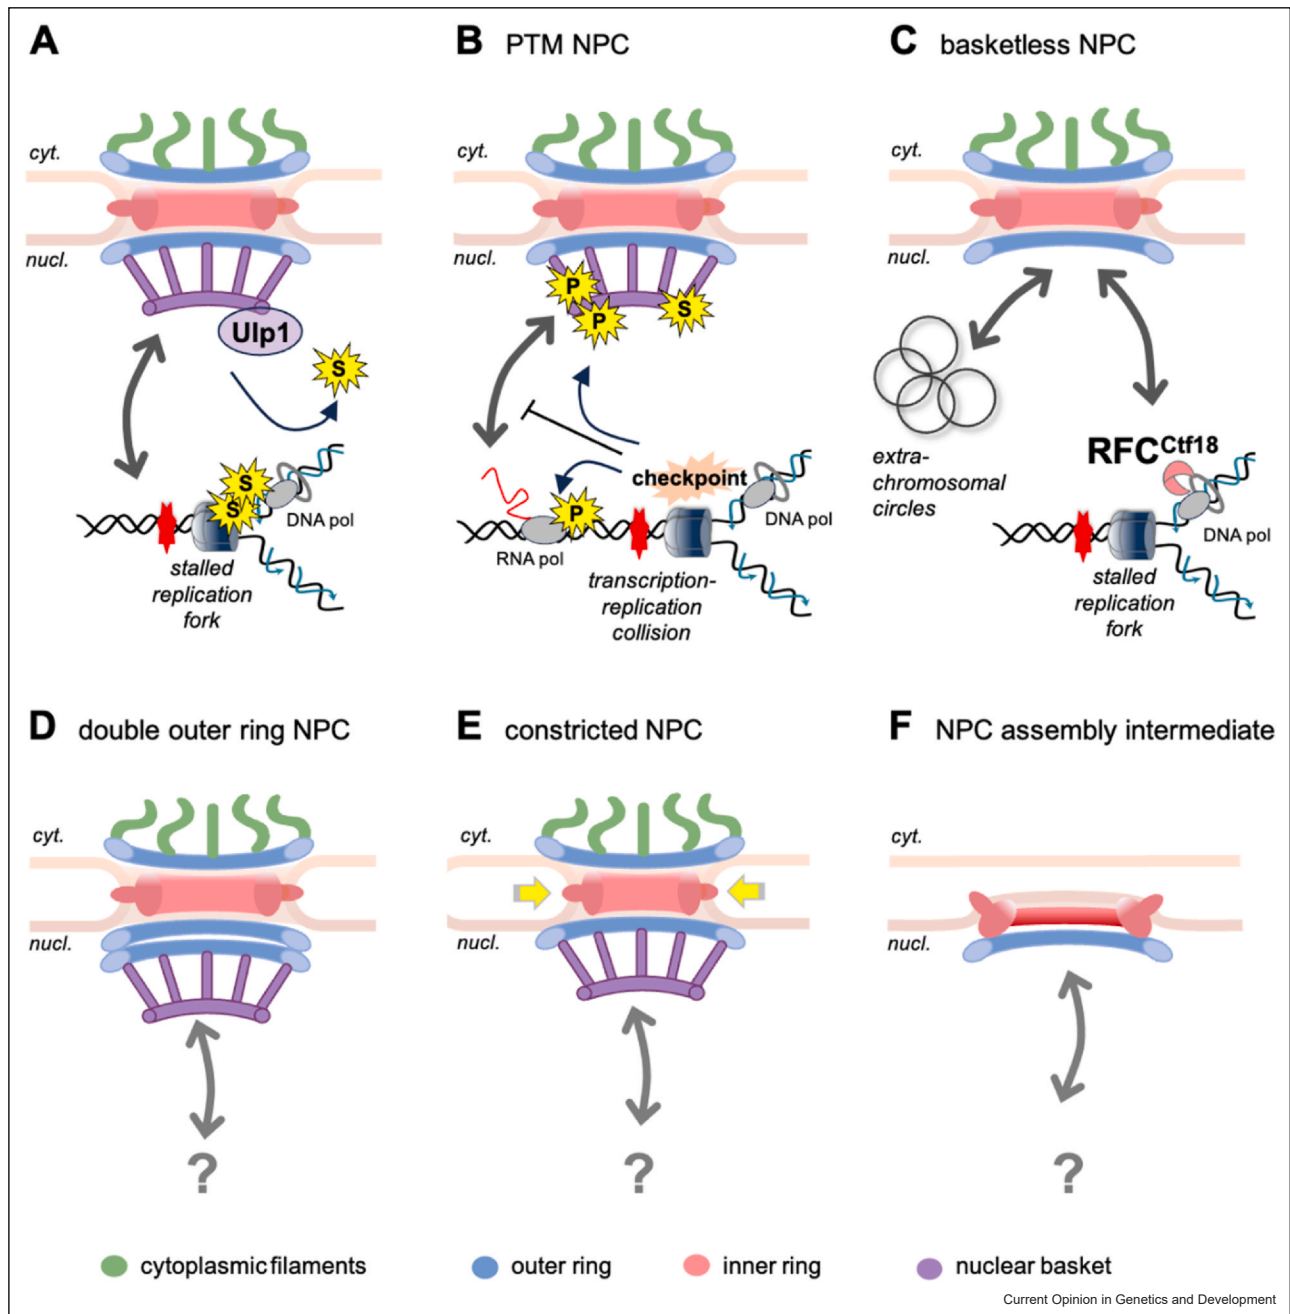 A
B PTM NPC
C basketless NPC
cyt.
cyt.
cyt.
nucl.
nucl.
nucl.
Ulp1
S
P
P
S
S
S
DNA pol
stalled
replication
fork
checkpoint
P
RNA pol
DNA pol
transcription-
replication
collision
extra-
chromosomal
circles
RFCCtf18
DNA pol
stalled
replication
fork
D double outer ring NPC
E constricted NPC
F NPC assembly intermediate
cyt.
cyt.
cyt.
nucl.
nucl.
nucl.
?
?
?
cytoplasmic filaments
outer ring
inner ring
nuclear basket
Current Opinion in Genetics and Development